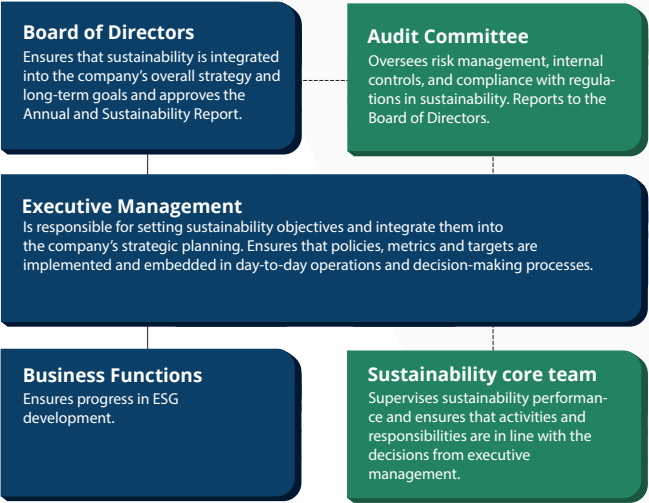 Board of Directors
Ensures that sustainability is integrated
into the company’s overall strategy and
long-term goals and approves the
Annual and Sustainability Report.
Audit Committee
Oversees risk management, internal
controls, and compliance with regula-
tions in sustainability. Reports to the
Board of Directors.
Executive Management
Is responsible for setting sustainability objectives and integrate them into
the company’s strategic planning. Ensures that policies, metrics and targets are
implemented and embedded in day-to-day operations and decision-making processes.
Business Functions
Ensures progress in ESG
development.
Sustainability core team
Supervises sustainability performan-
ce and ensures that activities and
responsibilities are in line with the
decisions from executive
management.